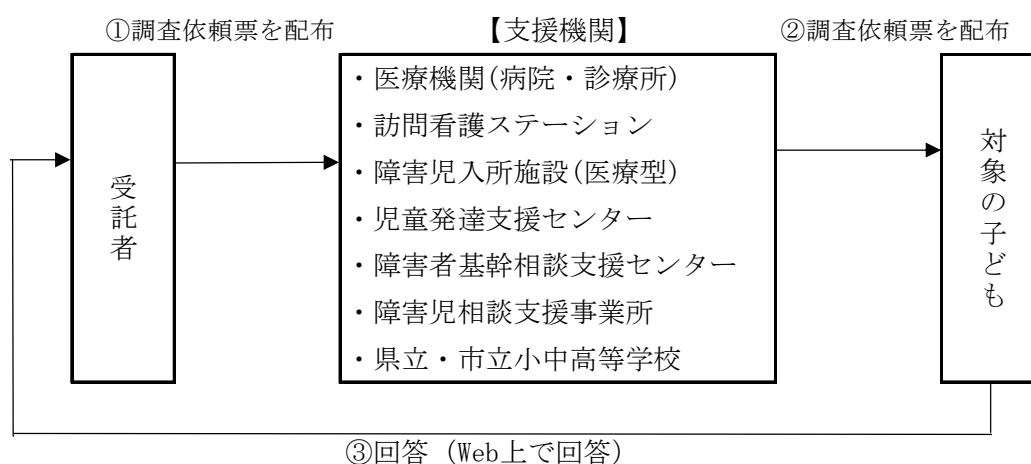 ①調査依頼票を配布
【支援機関】
②調査依頼票を配布
受託者
・医療機関(病院・診療所)
・訪問看護ステーション
・障害児入所施設(医療型)
・児童発達支援センター
・障害者基幹相談支援センター
・障害児相談支援事業所
・県立・市立小中高等学校
対象の子ども
③回答 (Web上で回答)